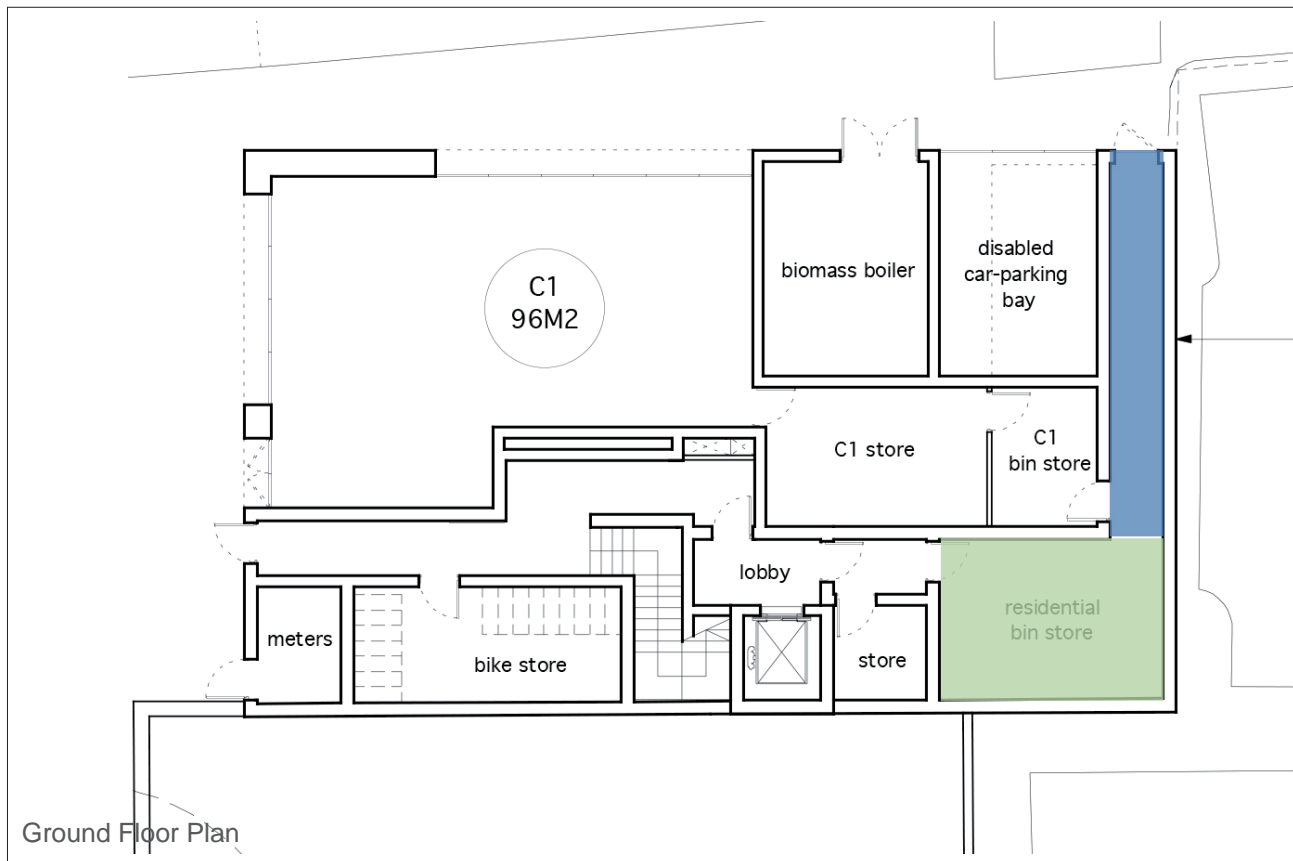 C1
96M2
biomass boiler
disabled
car-parking
bay
C1 store
C1
bin store
lobby
residential
bin store
meters
bike store
store
Ground Floor Plan